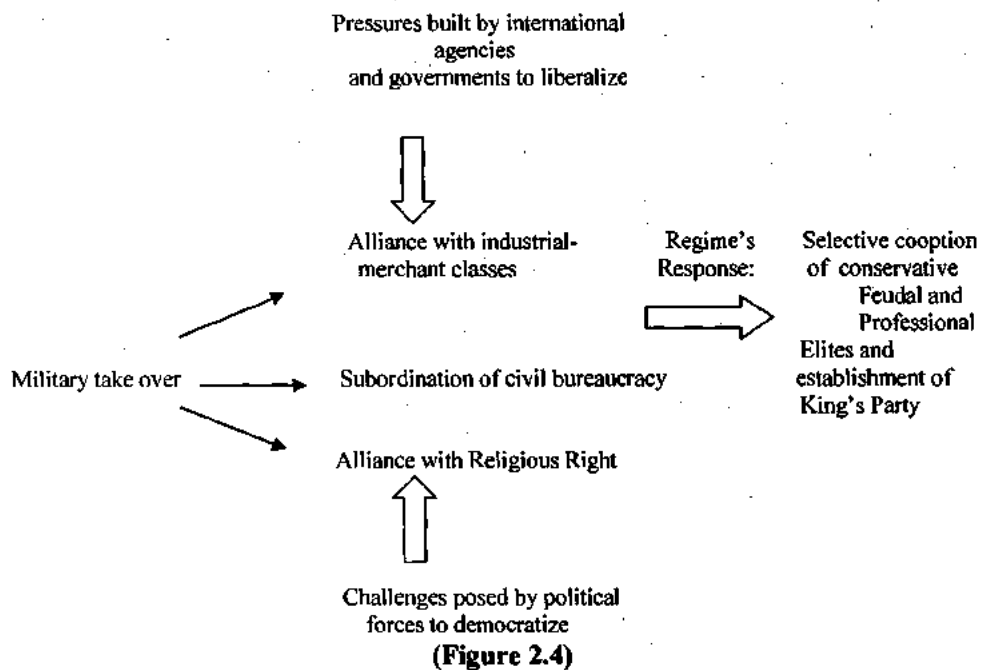 Pressures built by international
agencies
and governments to liberalize
Alliance with industrial-
merchant classes
Regime's
Response:
Selective cooption
of conservative
Feudal and
Professional
Elites and
establishment of
King's Party
Military take over
Subordination of civil bureaucracy
Alliance with Religious Right
Challenges posed by political
forces to democratize
(Figure 2.4)